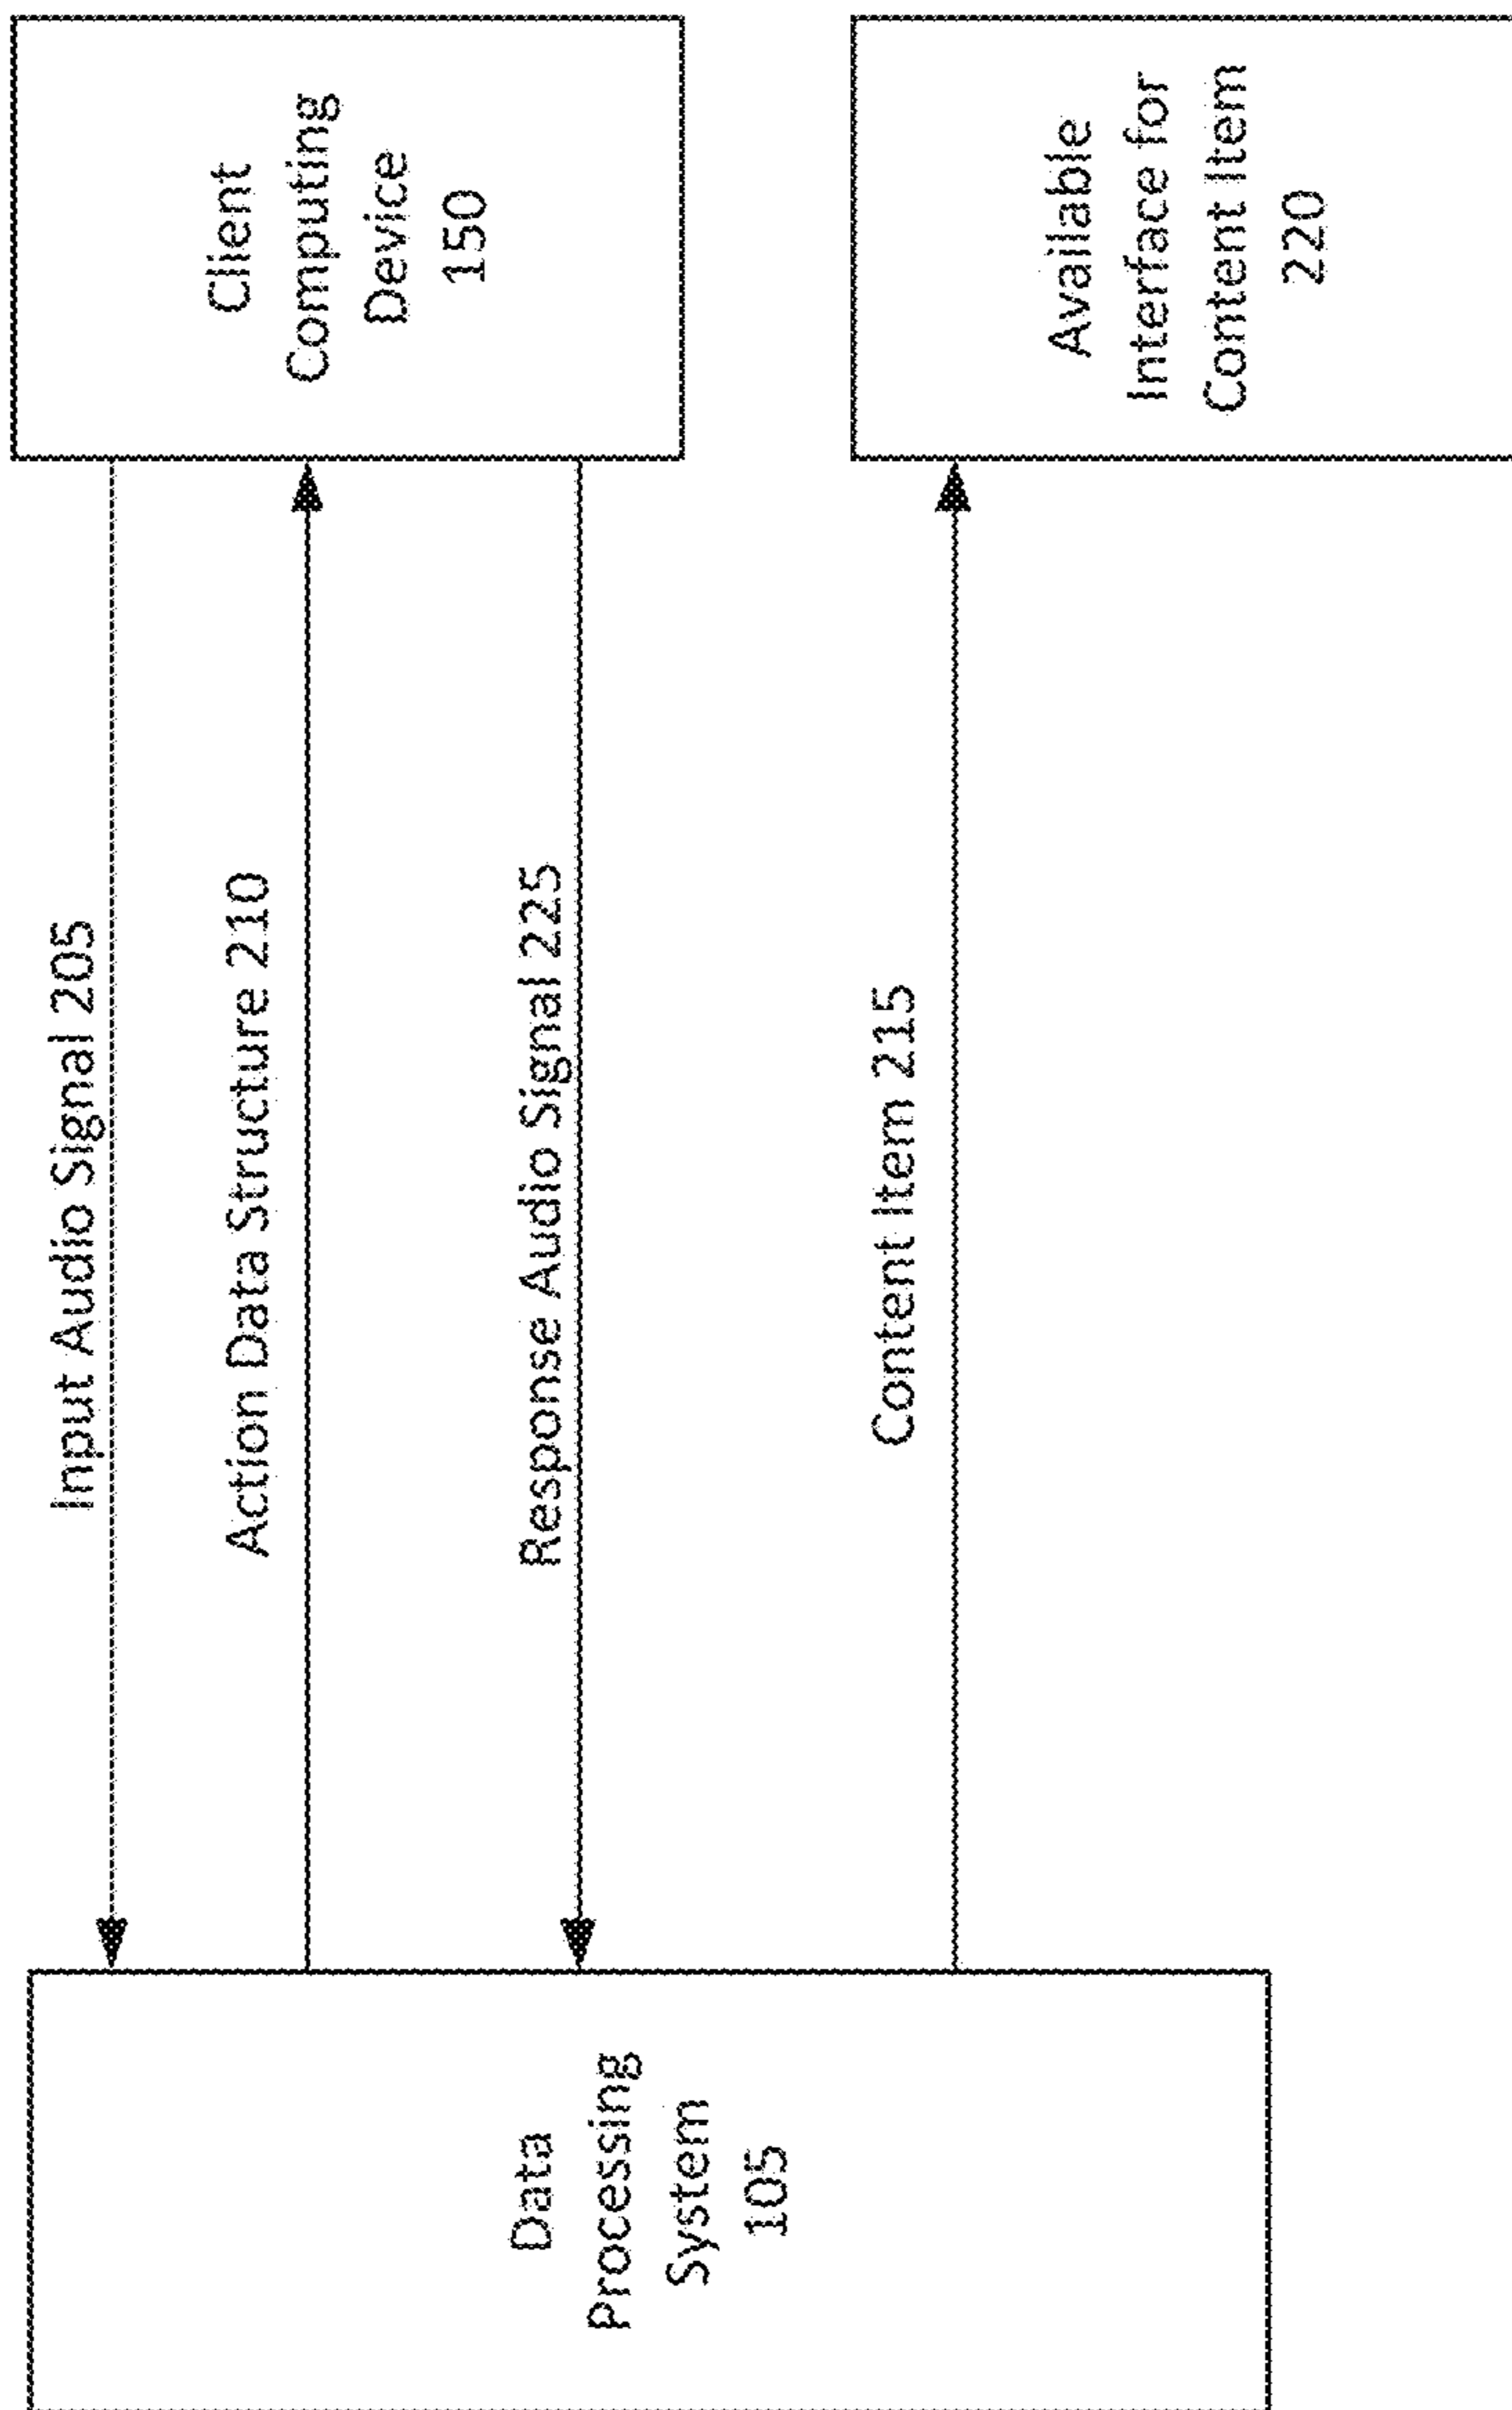 Data
Processing
System
105
Input Audio Signal 205
Action Data Structure 210
Response Audio Signal 225
Content Item 215
Client
Computing
Device
150
Available
Interface for
Content Item
220